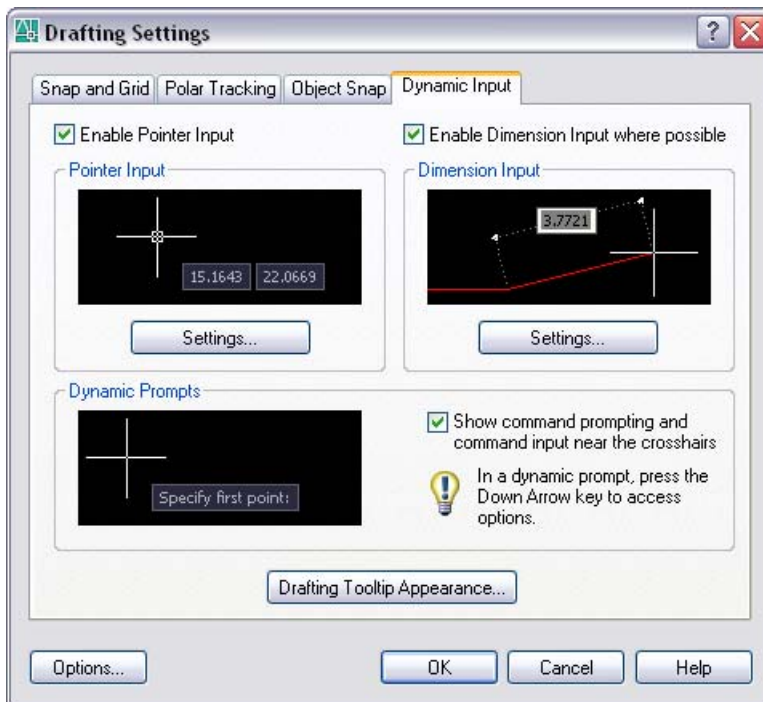 Drafting Settings
Snap and Grid
Polar Tracking
Object Snap
Dynamic Input
Enable Pointer Input
Enable Dimension Input where possible
Pointer Input
15.1643 22.0669
Settings...
Dimension Input
3.7721
Settings...
Dynamic Prompts
Specify first point:
Show command prompting and
command input near the crosshairs
In a dynamic prompt, press the
Down Arrow key to access
options.
Drafting Tooltip Appearance...
Options...
OK
Cancel
Help